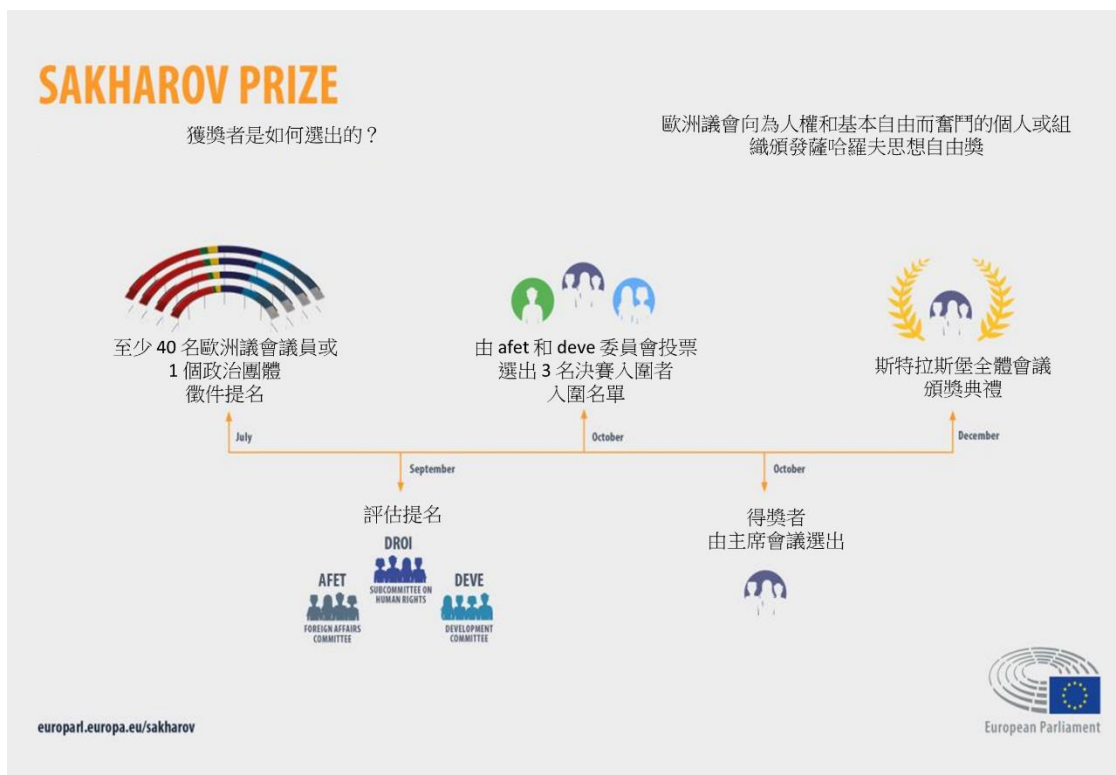 SAKHAROV PRIZE
獲獎者是如何選出的？
歐洲議會向為人權和基本自由而奮鬥的個人或組
織頒發薩哈羅夫思想自由獎
至少 40 名歐洲議會議員或
1 個政治團體
徵件提名
由 afet 和 deve 委員會投票
選出 3 名決賽入圍者
入圍名單
斯特拉斯堡全體會議
頒獎典禮
July
October
December
September
October
評估提名
DROI
SUBCOMMITTEE ON
HUMAN RIGHTS
AFET
FOREIGN AFFAIRS
COMMITTEE
DEVE
DEVELOPMENT
COMMITTEE
得獎者
由主席會議選出
europarl.europa.eu/sakharov
European Parliament